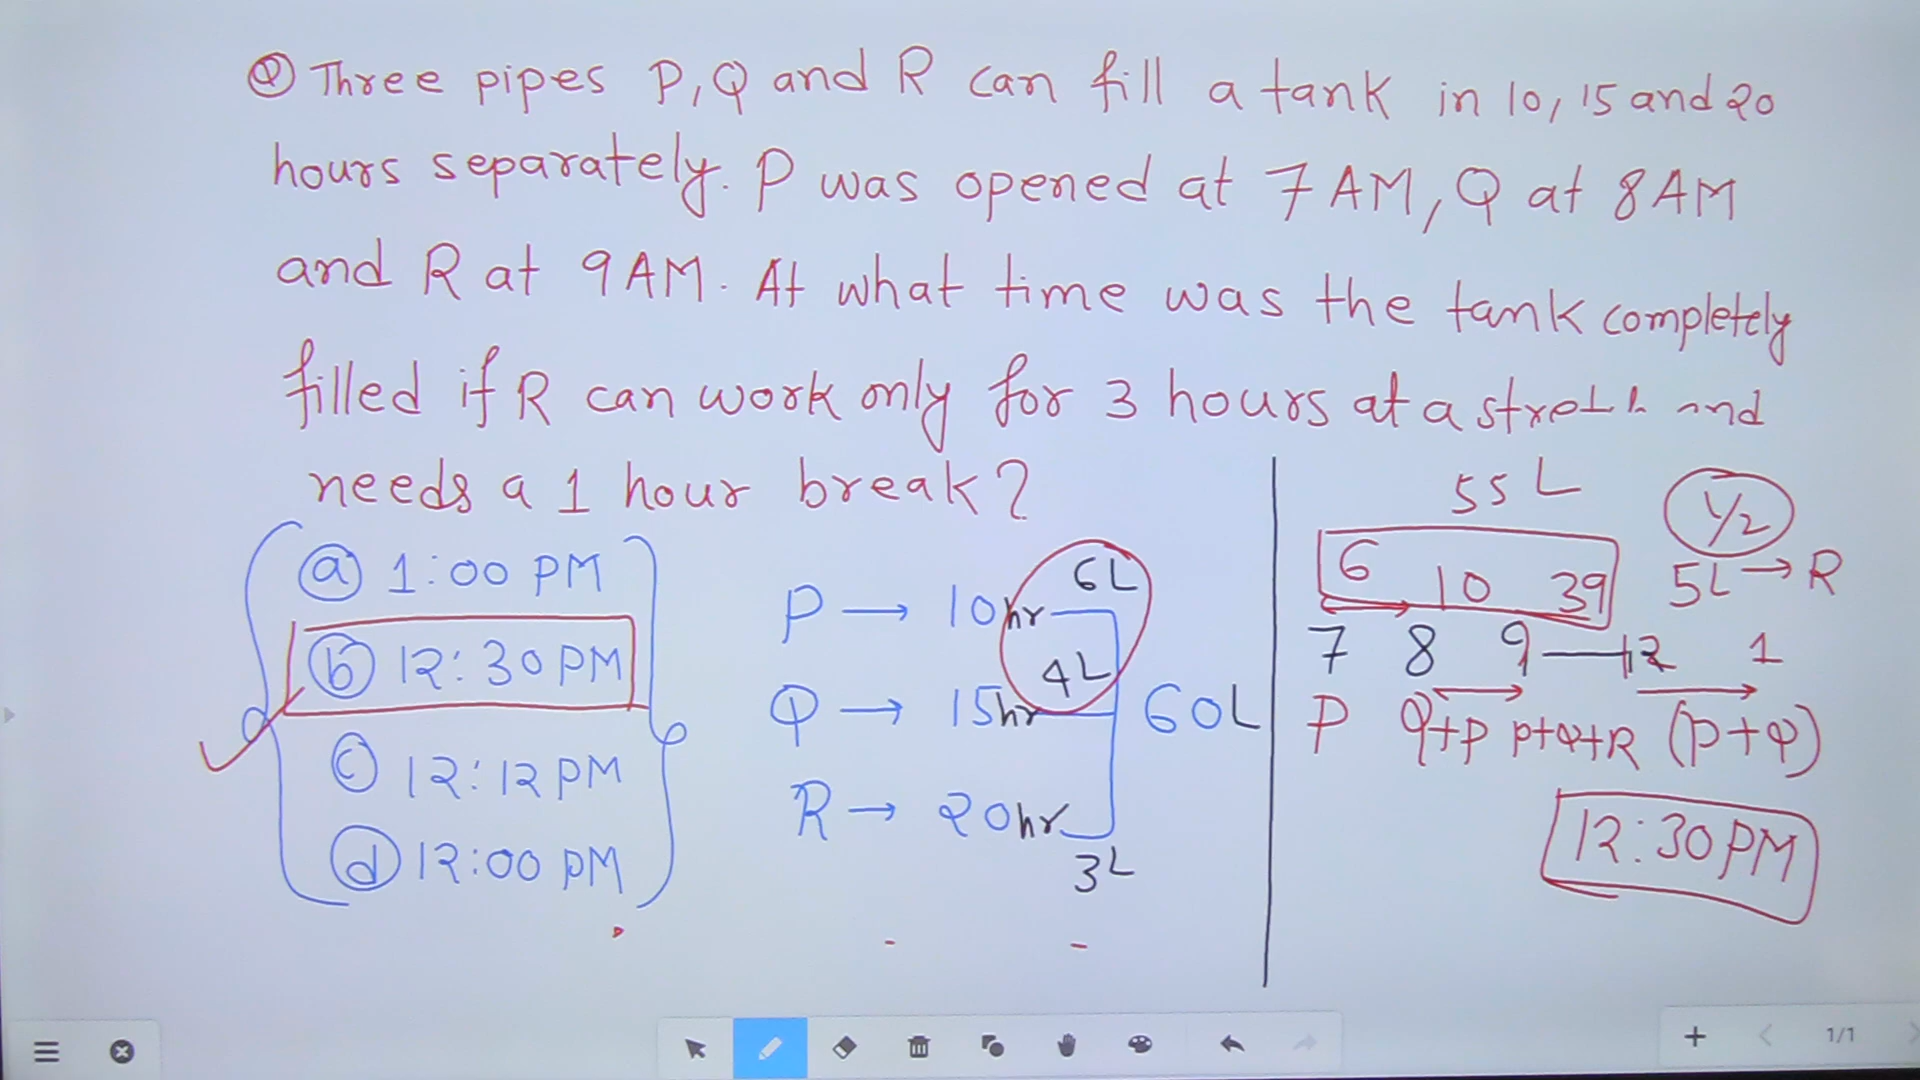 Q Three pipes P, Q and R can fill a tank in 10, 15 and 20
hours separately. P was opened at 7 AM, Q at 8 AM
and R at 9 AM. At what time was the tank completely
filled if R can work only for 3 hours at a and
needs a 1 hour break?
a 1:00 PM
b 12:30 PM
c 12:12 PM
d 12:00 PM
P → 10hr 6L
4L
Q → 15hr 60L
R → 20hr
3L
55 L 1/2
6 10 39 5L → R
7 8 9 — 12 1
P Q+P P+Q+R (P+Q)
12:30 PM
1/1